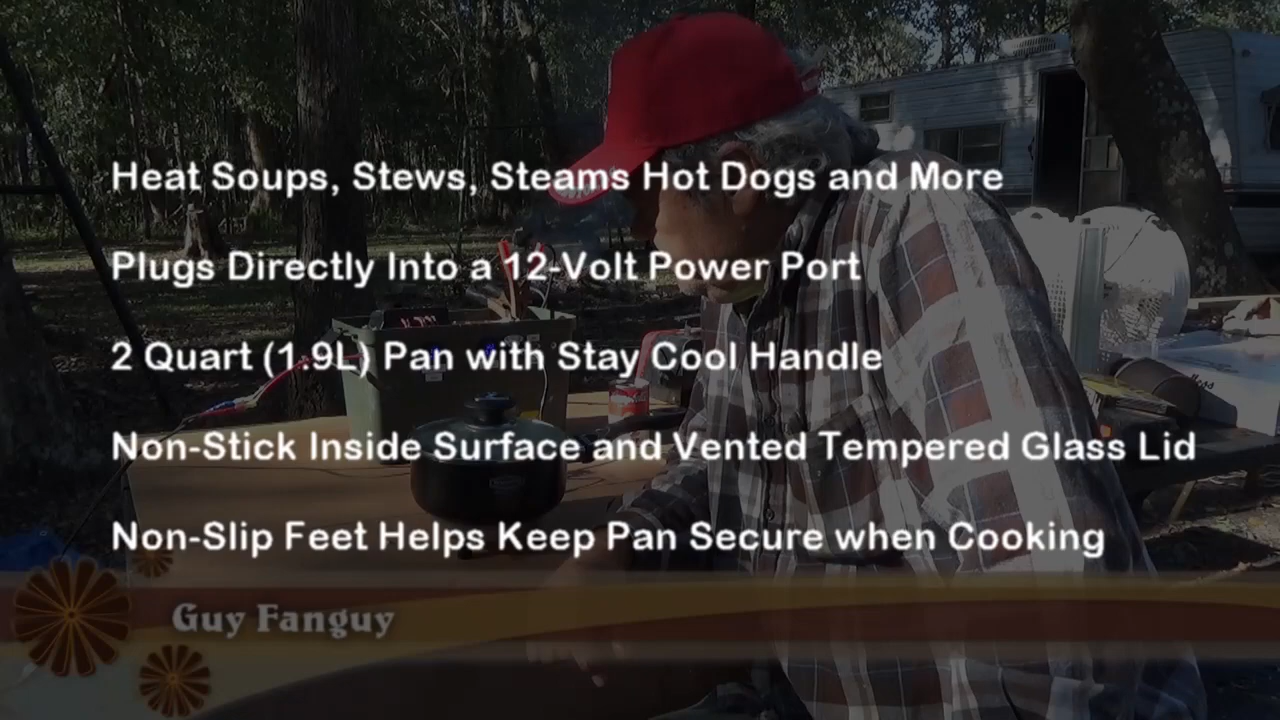 Heat Soups, Stews, Steams Hot Dogs and More
Plugs Directly Into a 12-Volt Power Port
2 Quart (1.9L) Pan with Stay Cool Handle
Non-Stick Inside Surface and Vented Tempered Glass Lid
Non-Slip Feet Helps Keep Pan Secure when Cooking
Guy Fanguy